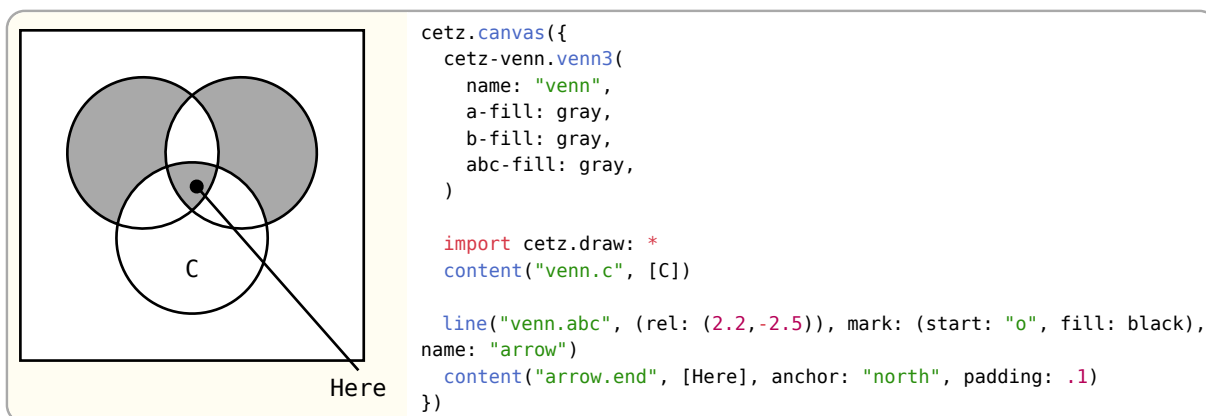 C
Here
cetz.canvas({
  cetz-venn.venn3(
    name: "venn",
    a-fill: gray,
    b-fill: gray,
    abc-fill: gray,
  )
  import cetz.draw: *
  content("venn.c", [C])
  line("venn.abc", (rel: (2.2,-2.5)), mark: (start: "o", fill: black),
name: "arrow")
  content("arrow.end", [Here], anchor: "north", padding: .1)
})